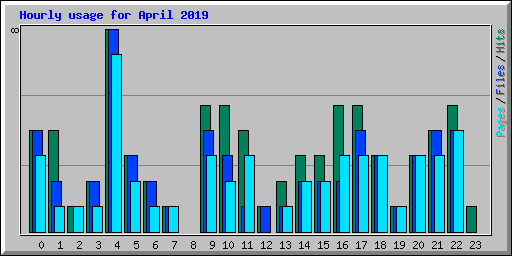 Hourly usage for April 2019
8
Pages/Files/Hits
0 1 2 3 4 5 6 7 8 9 10 11 12 13 14 15 16 17 18 19 20 21 22 23